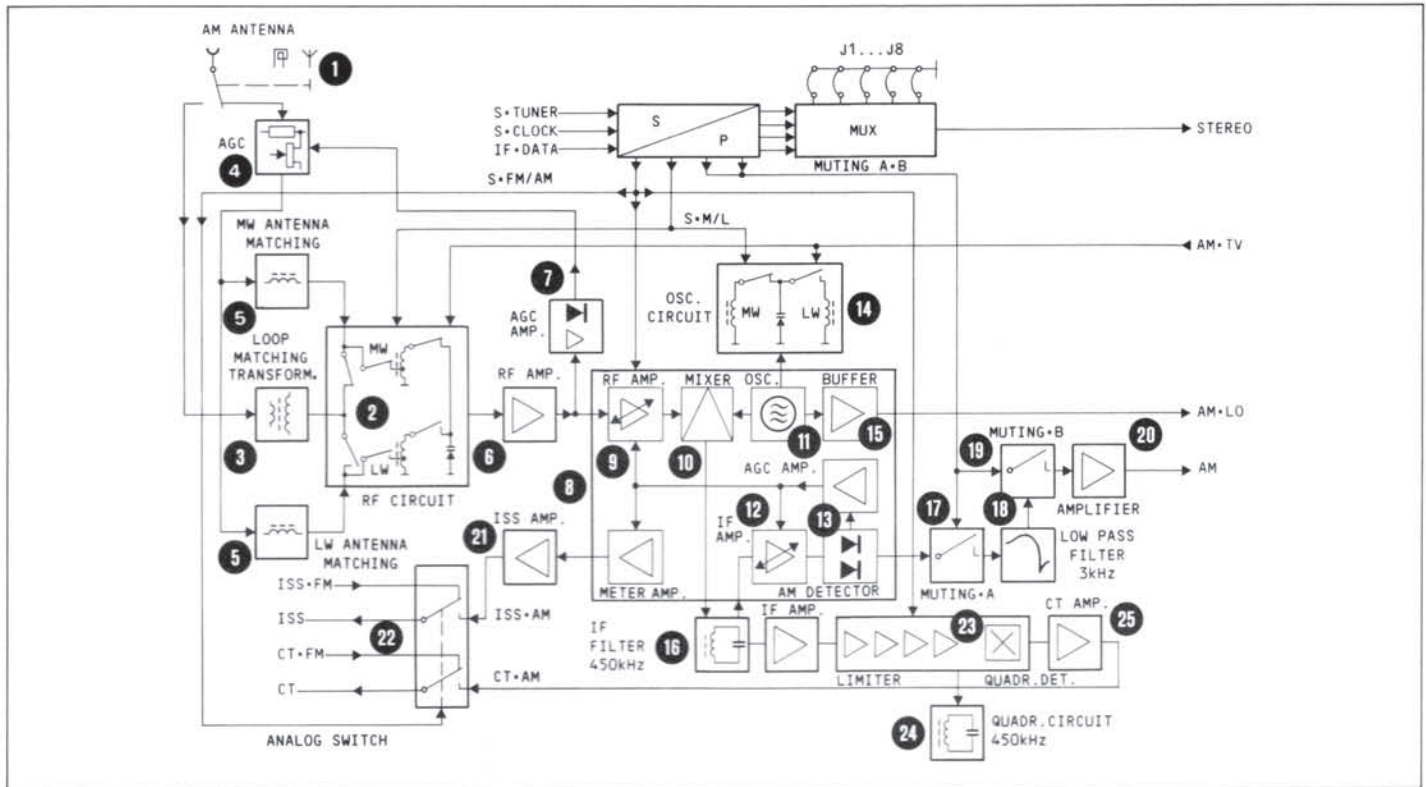 AM ANTENNA
1
J1...J8
S•TUNER
S•CLOCK
IF•DATA
S
P
MUX
STEREO
AGC
4
MUTING A•B
S•FM/AM
MW ANTENNA
MATCHING
S•M/L
AM•TV
7
5
AGC
AMP.
OSC.
CIRCUIT
MW
LW
14
LOOP
MATCHING
TRANSFORM.
MW
RF AMP.
RF AMP.
MIXER
OSC.
BUFFER
2
AM•LO
3
LW
6
9
10
11
15
MUTING•B
20
RF CIRCUIT
8
AGC AMP.
19
AM
5
ISS AMP.
12
13
17
18
AMPLIFIER
LW ANTENNA
MATCHING
21
IF
AMP.
LOW PASS
FILTER
3kHz
ISS•FM
METER AMP.
AM DETECTOR
MUTING•A
ISS
ISS•AM
IF AMP.
CT AMP.
22
IF
FILTER
450kHz
16
23
25
CT•FM
CT
CT•AM
LIMITER
QUADR.DET.
ANALOG SWITCH
24
QUADR.CIRCUIT
450kHz